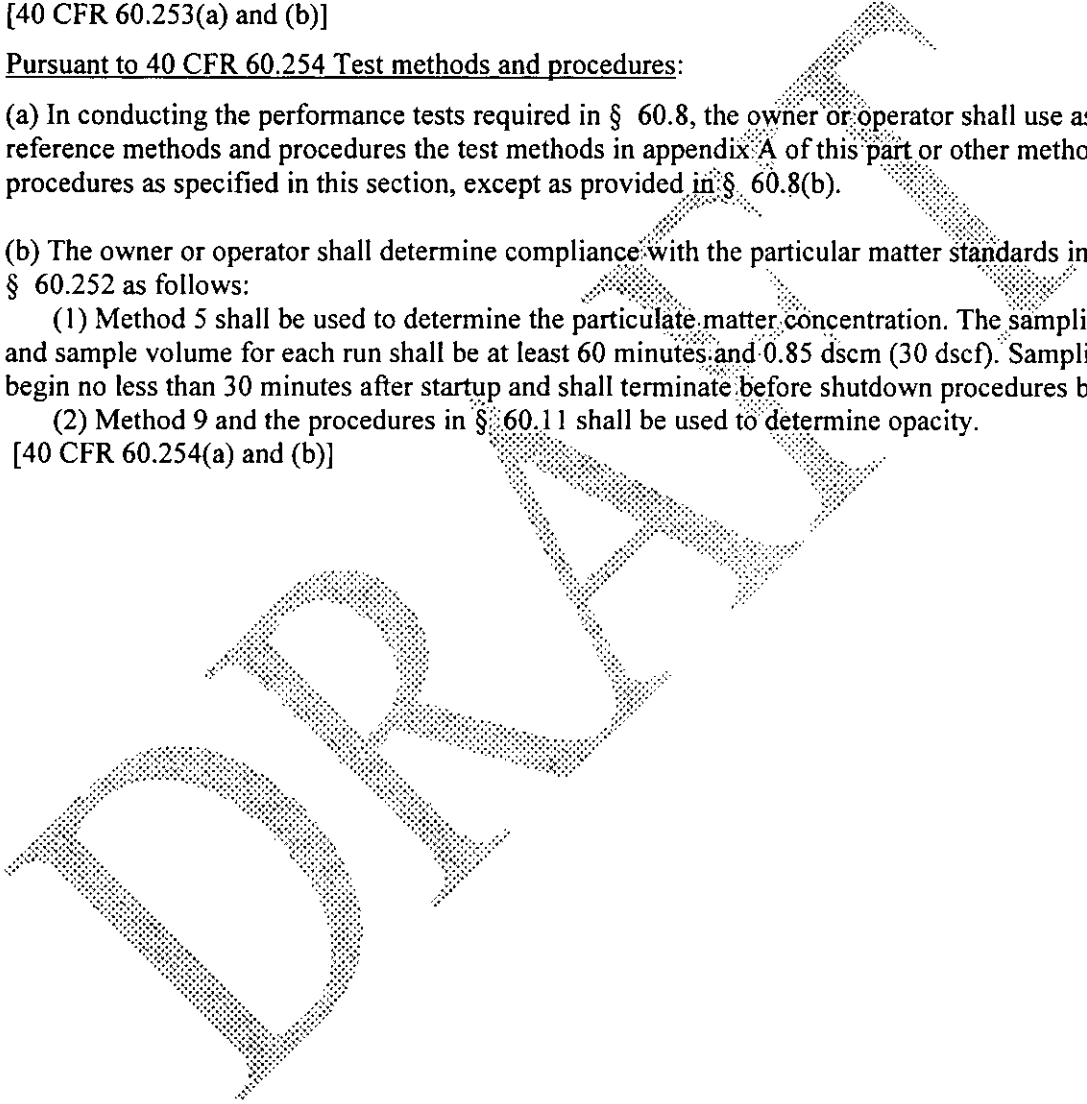 [40 CFR 60.253(a) and (b)]
Pursuant to 40 CFR 60.254 Test methods and procedures:
(a) In conducting the performance tests required in § 60.8, the owner or operator shall use as
reference methods and procedures the test methods in appendix A of this part or other metho
procedures as specified in this section, except as provided in § 60.8(b).
(b) The owner or operator shall determine compliance with the particular matter standards in
§ 60.252 as follows:
(1) Method 5 shall be used to determine the particulate matter concentration. The sampli
and sample volume for each run shall be at least 60 minutes and 0.85 dscm (30 dscf). Sampli
begin no less than 30 minutes after startup and shall terminate before shutdown procedures b
(2) Method 9 and the procedures in § 60.11 shall be used to determine opacity.
[40 CFR 60.254(a) and (b)]
DRAFT